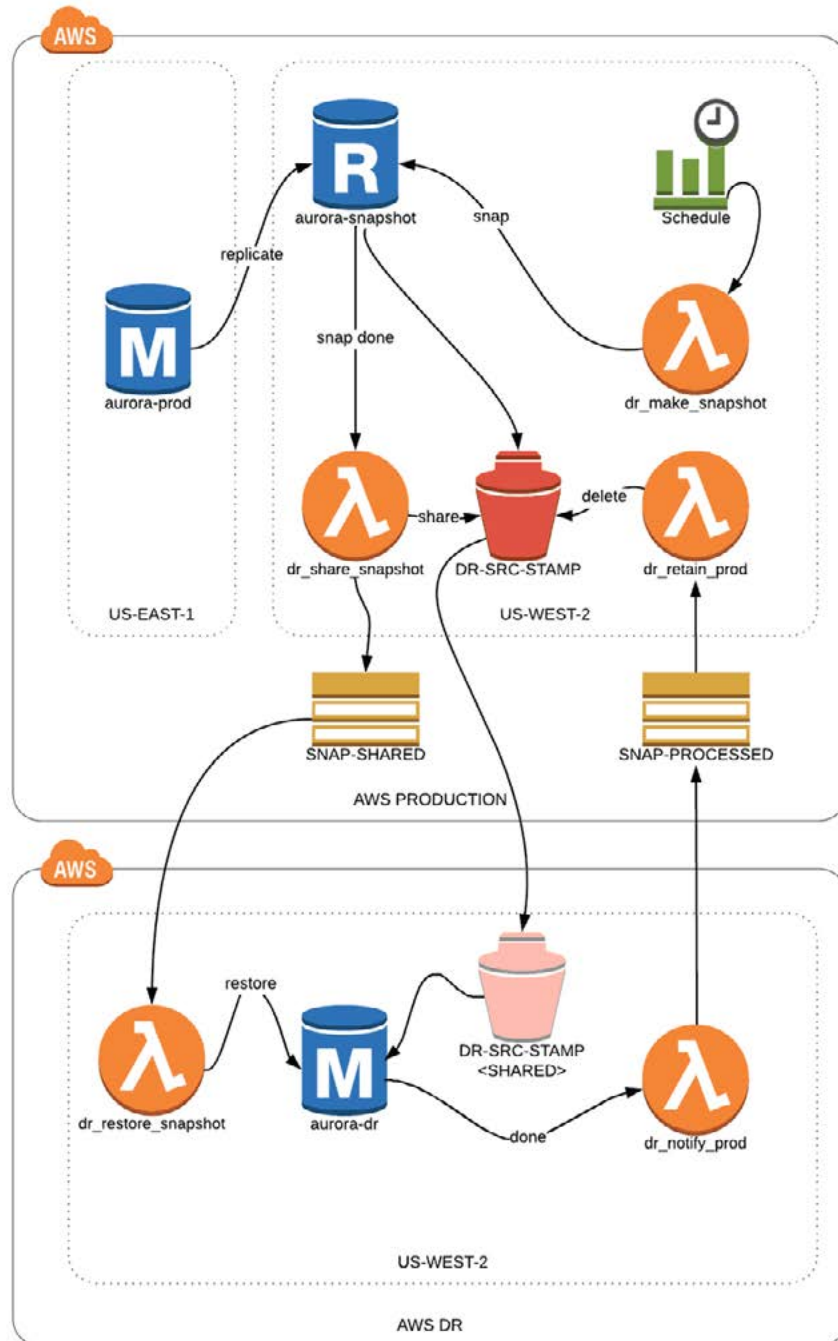 AWS
R
aurora-snapshot
Schedule
snap
replicate
M
aurora-prod
snap done
λ
dr_make_snapshot
λ
share
delete
λ
dr_share_snapshot
DR-SRC-STAMP
dr_retain_prod
US-EAST-1
US-WEST-2
SNAP-SHARED
SNAP-PROCESSED
AWS PRODUCTION
AWS
restore
λ
dr_restore_snapshot
M
aurora-dr
DR-SRC-STAMP
<SHARED>
done
λ
dr_notify_prod
US-WEST-2
AWS DR